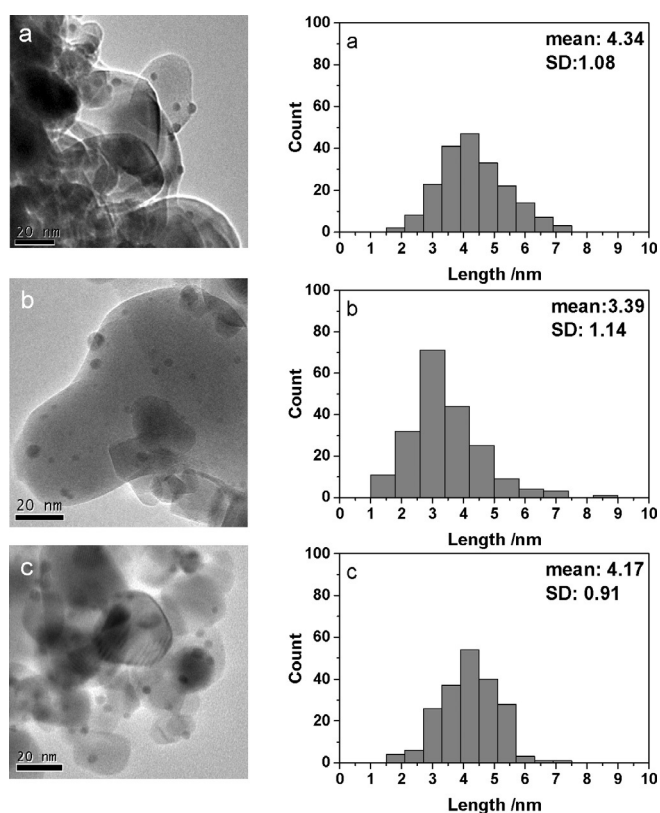 a
20 nm
a
mean: 4.34
SD:1.08
100
80
60
40
20
0
Count
0 1 2 3 4 5 6 7 8 9 10
Length /nm
b
20 nm
b
mean:3.39
SD: 1.14
100
80
60
40
20
0
Count
0 1 2 3 4 5 6 7 8 9 10
Length /nm
c
20 nm
c
mean: 4.17
SD: 0.91
100
80
60
40
20
0
Count
0 1 2 3 4 5 6 7 8 9 10
Length /nm